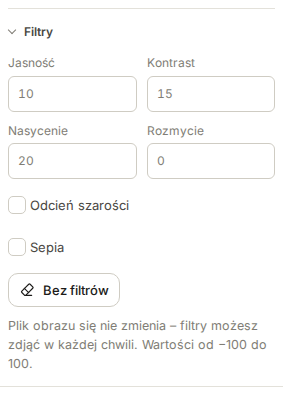 Filtry
Jasność Kontrast
10 15
Nasycenie Rozmycie
20 0
Odcień szarości
Sepia
Bez filtrów
Plik obrazu się nie zmienia – filtry możesz
zdjąć w każdej chwili. Wartości od −100 do
100.